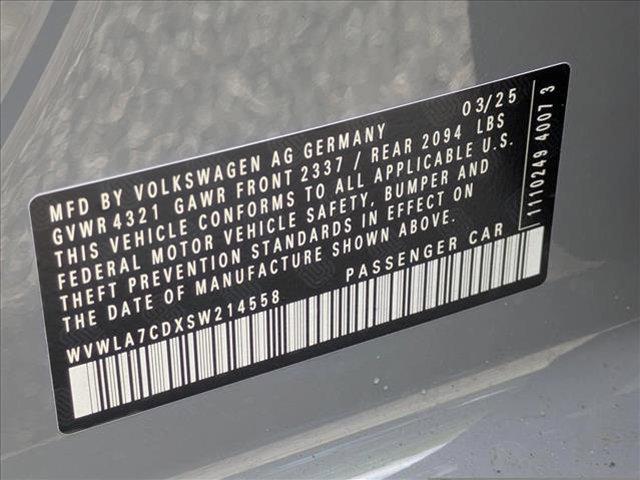 03/25
MFD BY VOLKSWAGEN AG GERMANY
GVWR 4321 GAWR FRONT 2337 / REAR 2094 LBS
THIS VEHICLE CONFORMS TO ALL APPLICABLE U.S.
FEDERAL MOTOR VEHICLE SAFETY, BUMPER AND
THEFT PREVENTION STANDARDS IN EFFECT ON
THE DATE OF MANUFACTURE SHOWN ABOVE.
WVWLA7CDXSW214558 PASSENGER CAR
1110249 4007 3